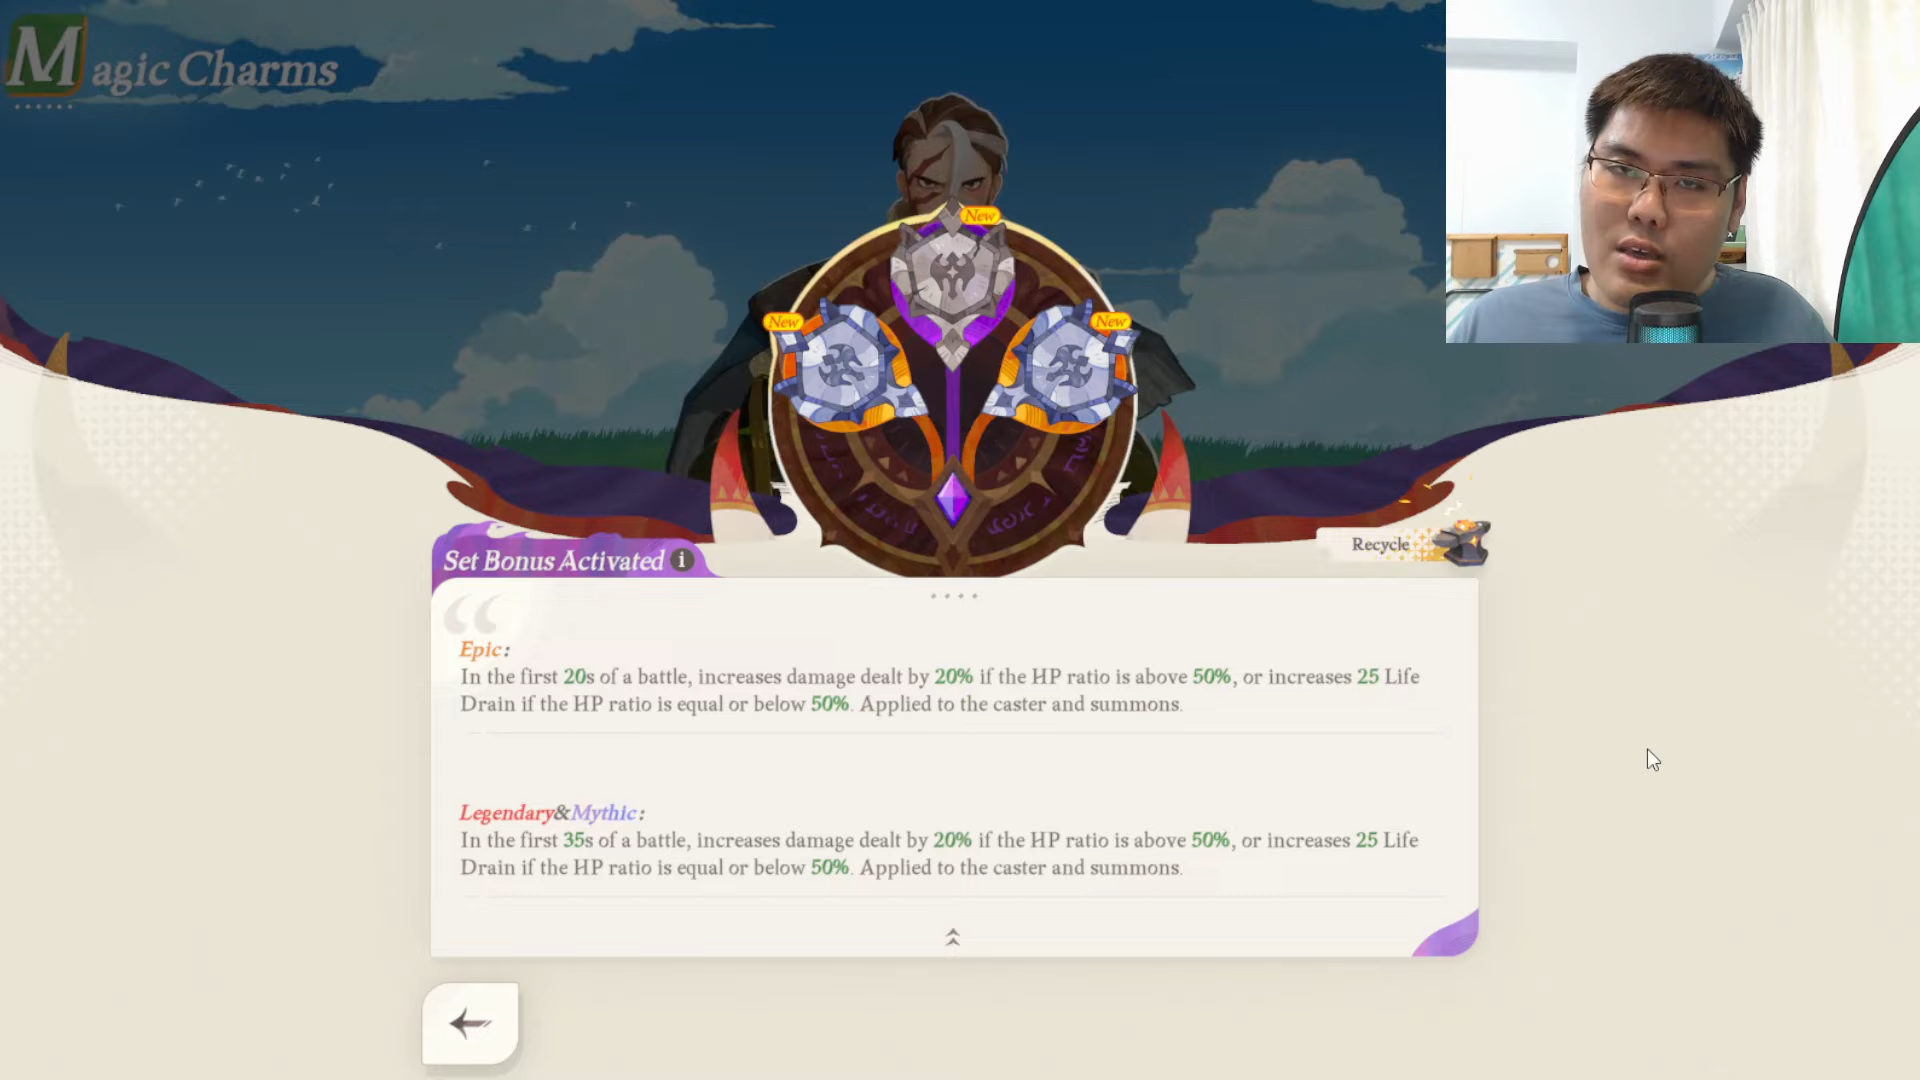 Magic Charms
New
New
New
Set Bonus Activated i
Recycle
Epic:
In the first 20s of a battle, increases damage dealt by 20% if the HP ratio is above 50%, or increases 25 Life
Drain if the HP ratio is equal or below 50%. Applied to the caster and summons.
Legendary&Mythic:
In the first 35s of a battle, increases damage dealt by 20% if the HP ratio is above 50%, or increases 25 Life
Drain if the HP ratio is equal or below 50%. Applied to the caster and summons.